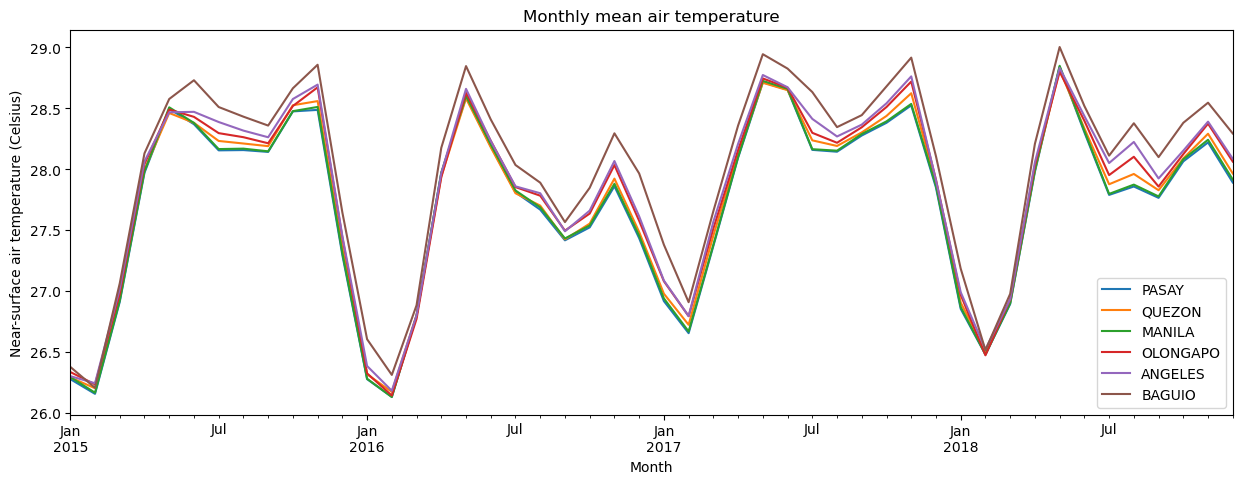 Monthly mean air temperature
Near-surface air temperature (Celsius)
29.0
28.5
28.0
27.5
27.0
26.5
26.0
PASAY
QUEZON
MANILA
OLONGAPO
ANGELES
BAGUIO
Jan Jul Jan Jul Jan Jul Jan Jul
2015 2016 2017 2018
Month